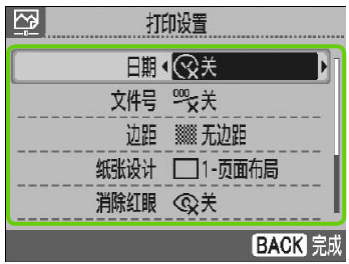 打印设置
日期 关
文件号 000 关
边距 无边距
纸张设计 1-页面布局
消除红眼 关
BACK 完成